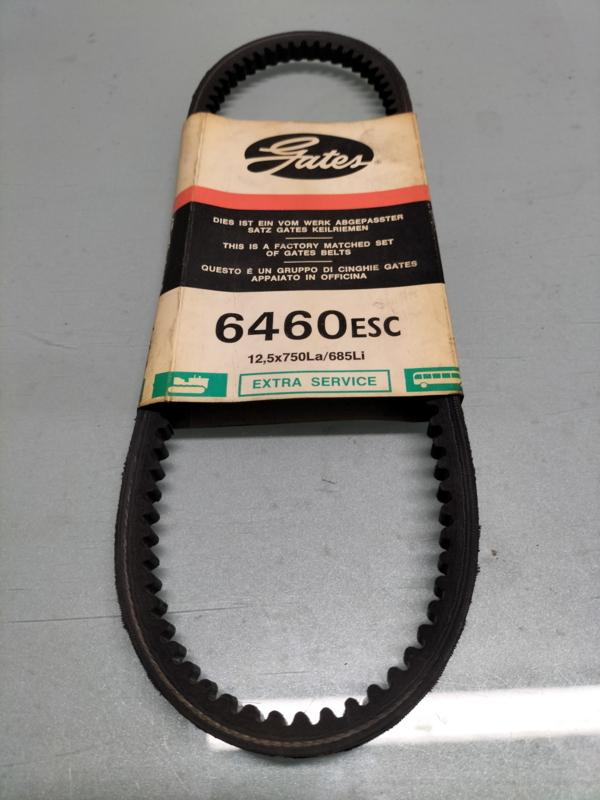 Gates
DIES IST EIN VOM WERK ABGEPASSTER
SATZ GATES KEILRIEMEN
THIS IS A FACTORY MATCHED SET
OF GATES BELTS
QUESTO É UN GRUPPO DI CINGHIE GATES
APPAIATO IN OFFICINA
6460ESC
12,5x750La/685Li
EXTRA SERVICE